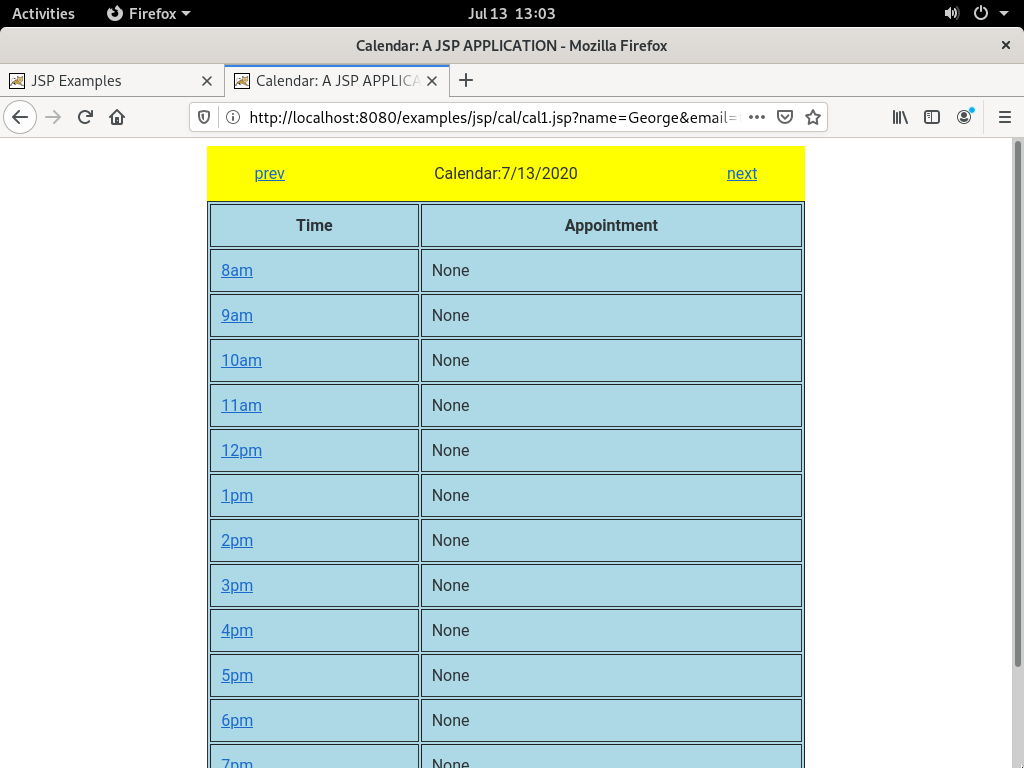 Activities Firefox Jul 13 13:03
Calendar: A JSP APPLICATION - Mozilla Firefox
JSP Examples Calendar: A JSP APPLICA
http://localhost:8080/examples/jsp/cal/cal1.jsp?name=George&email=
prev Calendar:7/13/2020 next
Time Appointment
8am None
9am None
10am None
11am None
12pm None
1pm None
2pm None
3pm None
4pm None
5pm None
6pm None
7pm None